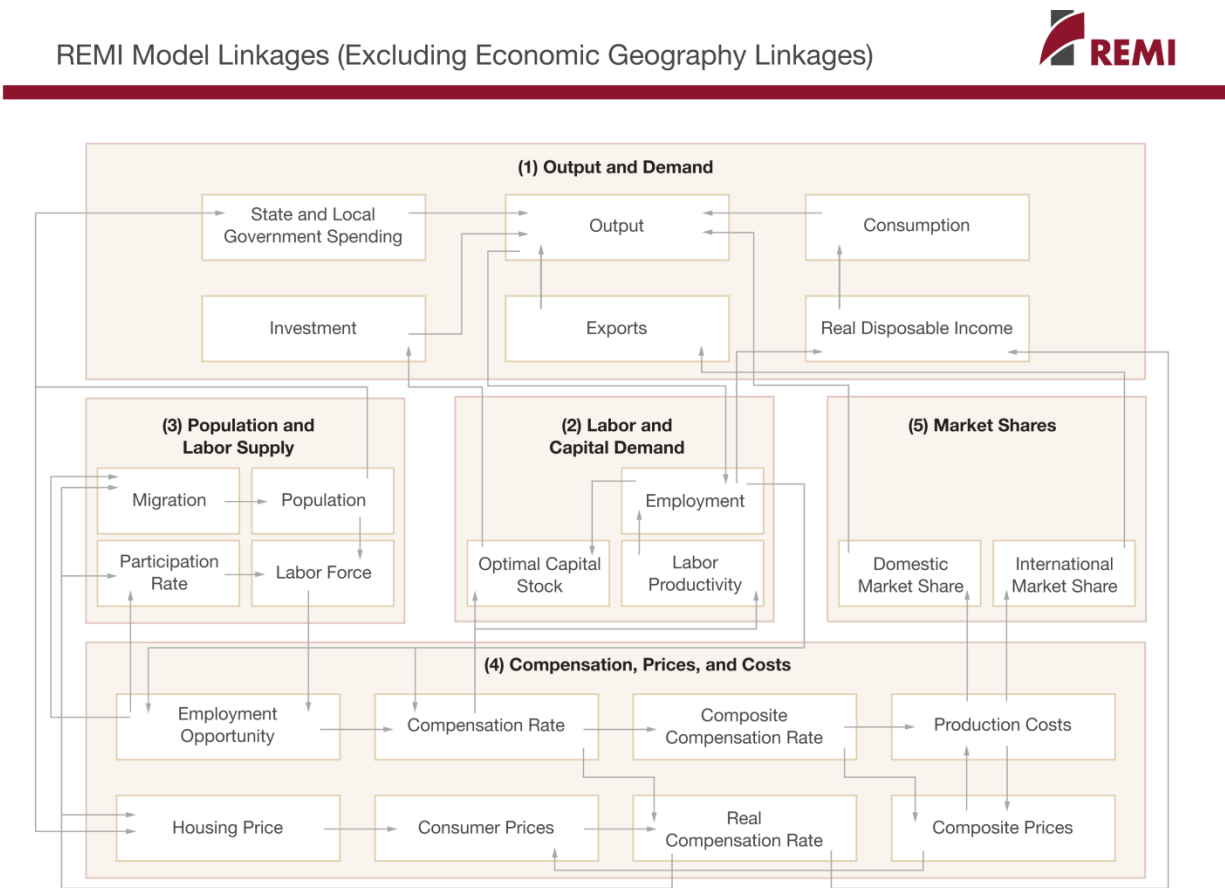 REMI Model Linkages (Excluding Economic Geography Linkages)
REMI
(1) Output and Demand
State and Local
Government Spending
Output
Consumption
Investment
Exports
Real Disposable Income
(3) Population and
Labor Supply
Migration
Population
Participation
Rate
Labor Force
(2) Labor and
Capital Demand
Employment
Optimal Capital
Stock
Labor
Productivity
(5) Market Shares
Domestic
Market Share
International
Market Share
(4) Compensation, Prices, and Costs
Employment
Opportunity
Compensation Rate
Composite
Compensation Rate
Production Costs
Housing Price
Consumer Prices
Real
Compensation Rate
Composite Prices